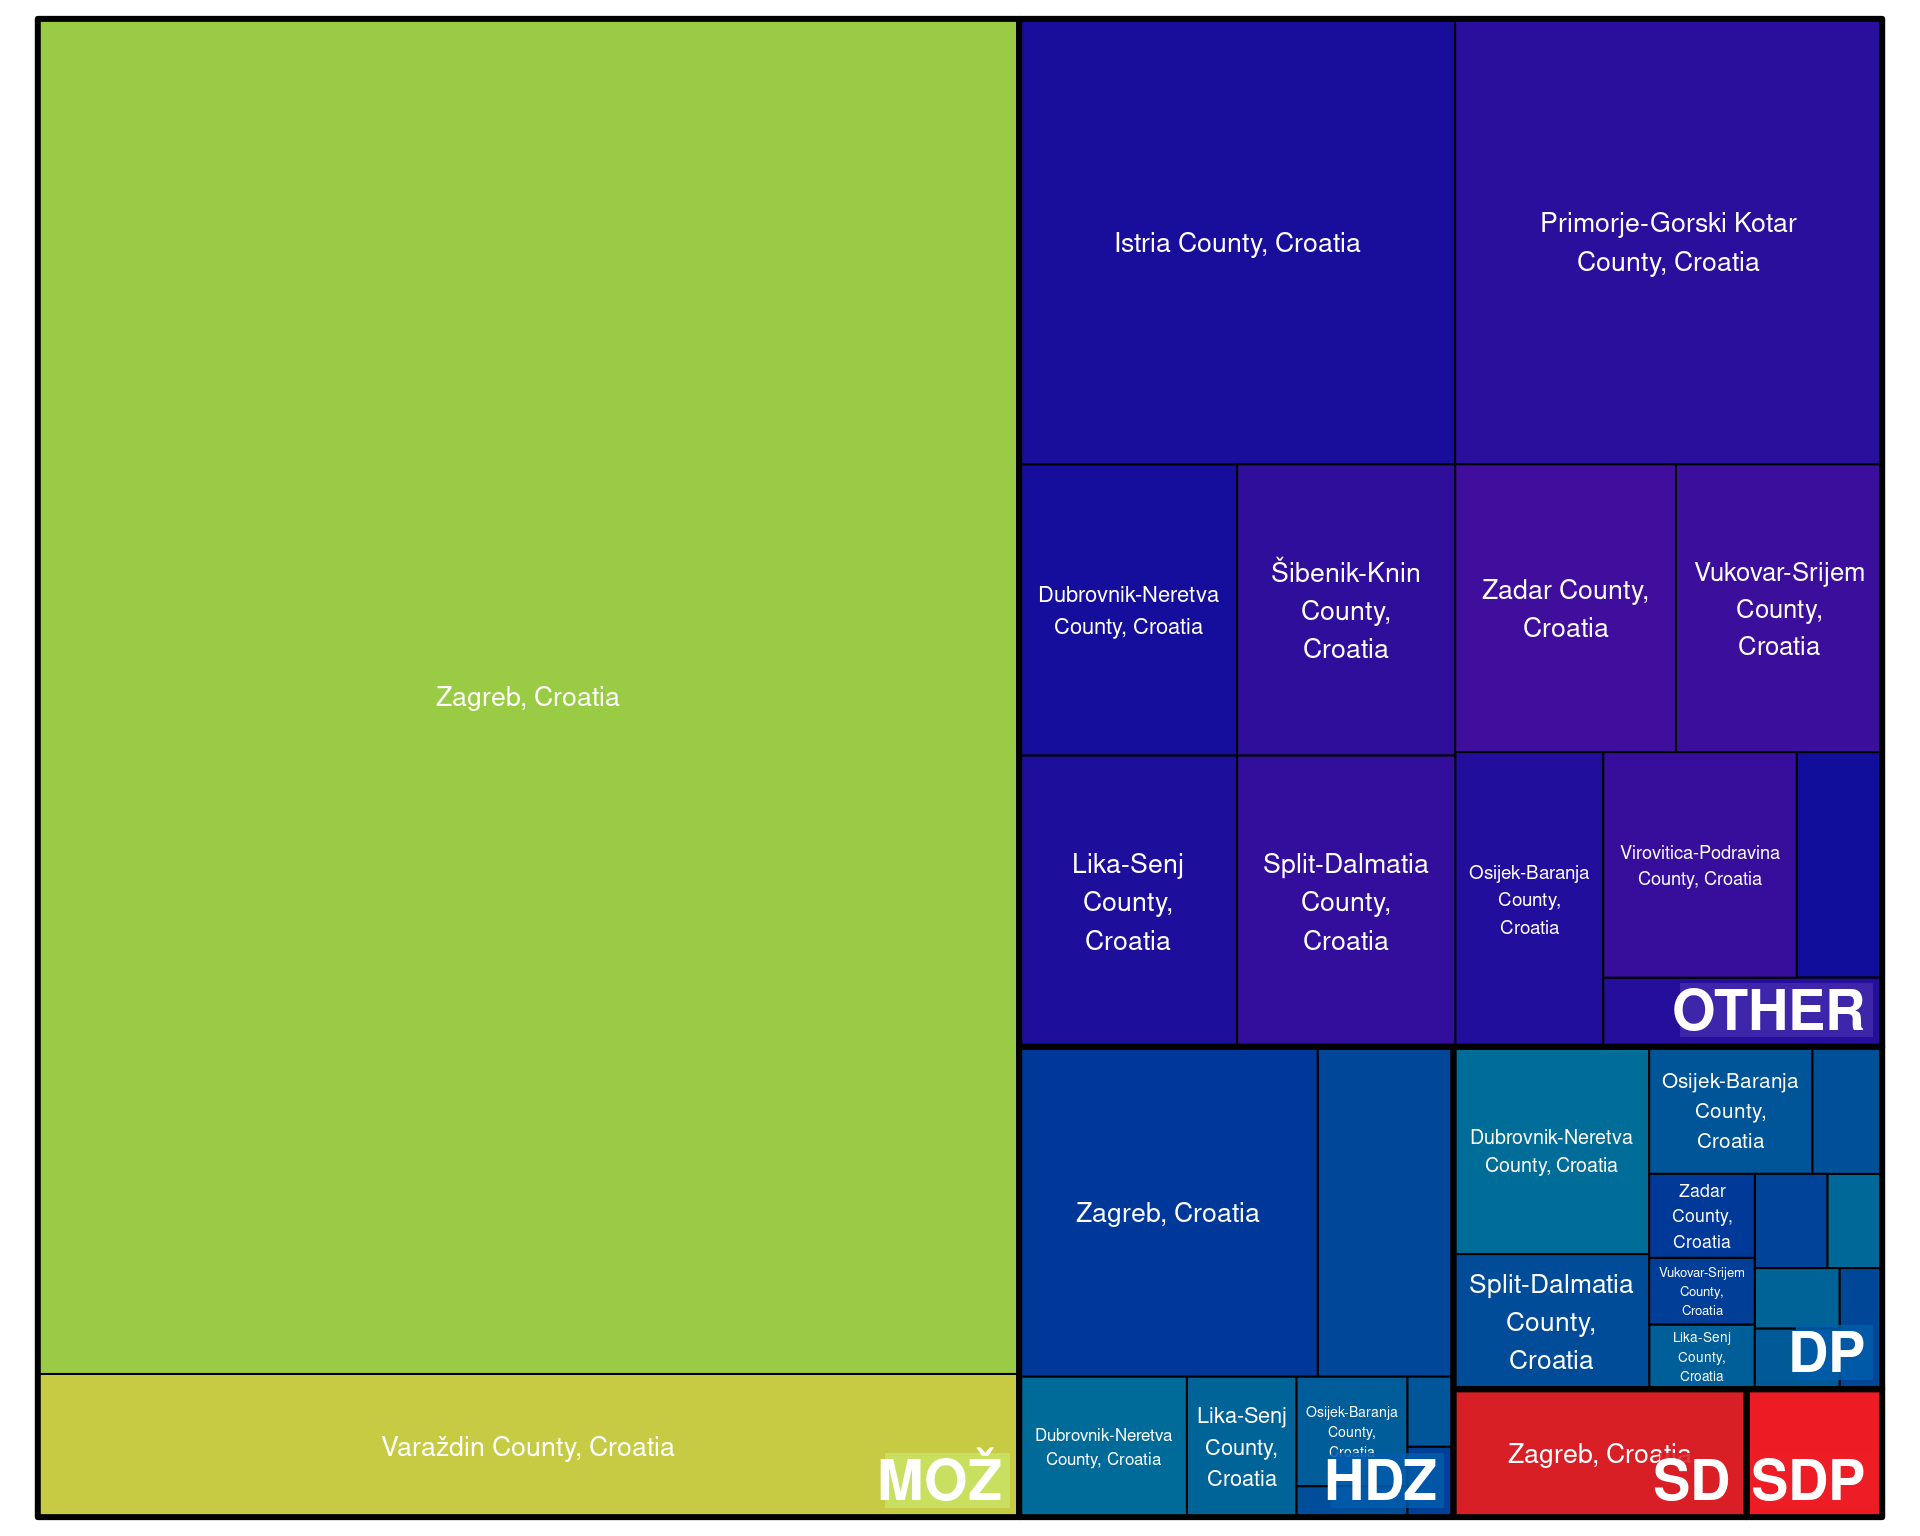 Zagreb, Croatia
Varaždin County, Croatia
MOŽ
Istria County, Croatia
Primorje-Gorski Kotar
County, Croatia
Dubrovnik-Neretva
County, Croatia
Šibenik-Knin
County,
Croatia
Zadar County,
Croatia
Vukovar-Srijem
County,
Croatia
Lika-Senj
County,
Croatia
Split-Dalmatia
County,
Croatia
Osijek-Baranja
County,
Croatia
Virovitica-Podravina
County, Croatia
OTHER
Zagreb, Croatia
Dubrovnik-Neretva
County, Croatia
Lika-Senj
County,
Croatia
Osijek-Baranja
County,
Croatia
HDZ
Dubrovnik-Neretva
County, Croatia
Osijek-Baranja
County,
Croatia
Split-Dalmatia
County,
Croatia
Zadar
County,
Croatia
Vukovar-Srijem
County,
Croatia
Lika-Senj
County,
Croatia
DP
Zagreb, Croatia
SD
SDP